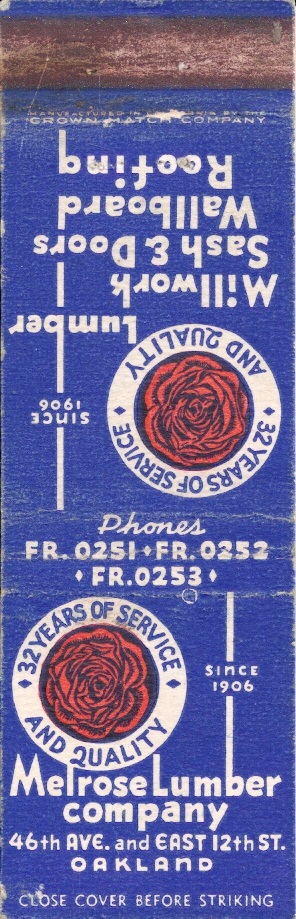 MANUFACTURED IN CALIFORNIA BY THE
CROWN MATCH COMPANY
Lumber
Millwork
Sash & Doors
Wallboard
Roofing
32 YEARS OF SERVICE
AND QUALITY
SINCE
1906
Phones
FR. 0251 ♦ FR. 0252
♦ FR. 0253 ♦
32 YEARS OF SERVICE
AND QUALITY
SINCE
1906
Melrose Lumber
company
46th AVE. and EAST 12th ST.
OAKLAND
CLOSE COVER BEFORE STRIKING